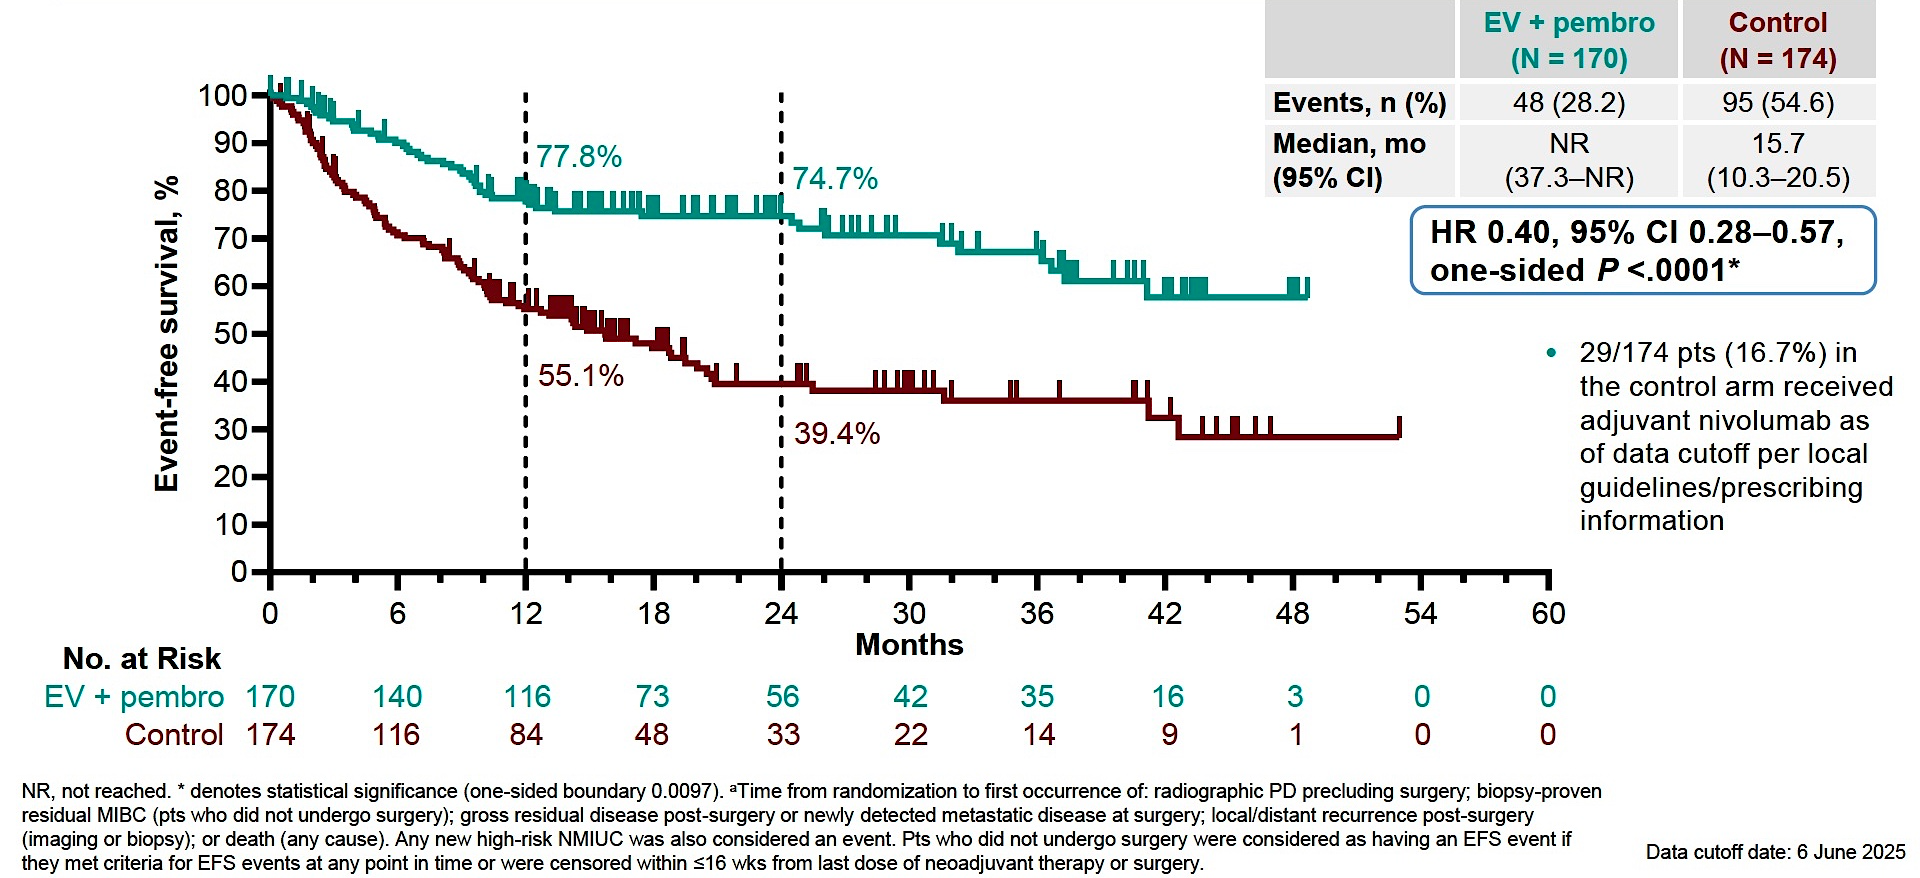 EV + pembro
(N = 170)
Control
(N = 174)
Events, n (%)
48 (28.2)
95 (54.6)
Median, mo
(95% CI)
NR
(37.3–NR)
15.7
(10.3–20.5)
HR 0.40, 95% CI 0.28–0.57,
one-sided P <.0001*
• 29/174 pts (16.7%) in
the control arm received
adjuvant nivolumab as
of data cutoff per local
guidelines/prescribing
information
Event-free survival, %
100
90
80
70
60
50
40
30
20
10
0
77.8%
74.7%
55.1%
39.4%
0 6 12 18 24 30 36 42 48 54 60
Months
No. at Risk
EV + pembro 170 140 116 73 56 42 35 16 3 0 0
Control 174 116 84 48 33 22 14 9 1 0 0
NR, not reached. * denotes statistical significance (one-sided boundary 0.0097). ªTime from randomization to first occurrence of: radiographic PD precluding surgery; biopsy-proven
residual MIBC (pts who did not undergo surgery); gross residual disease post-surgery or newly detected metastatic disease at surgery; local/distant recurrence post-surgery
(imaging or biopsy); or death (any cause). Any new high-risk NMIUC was also considered an event. Pts who did not undergo surgery were considered as having an EFS event if
they met criteria for EFS events at any point in time or were censored within ≤16 wks from last dose of neoadjuvant therapy or surgery.
Data cutoff date: 6 June 2025